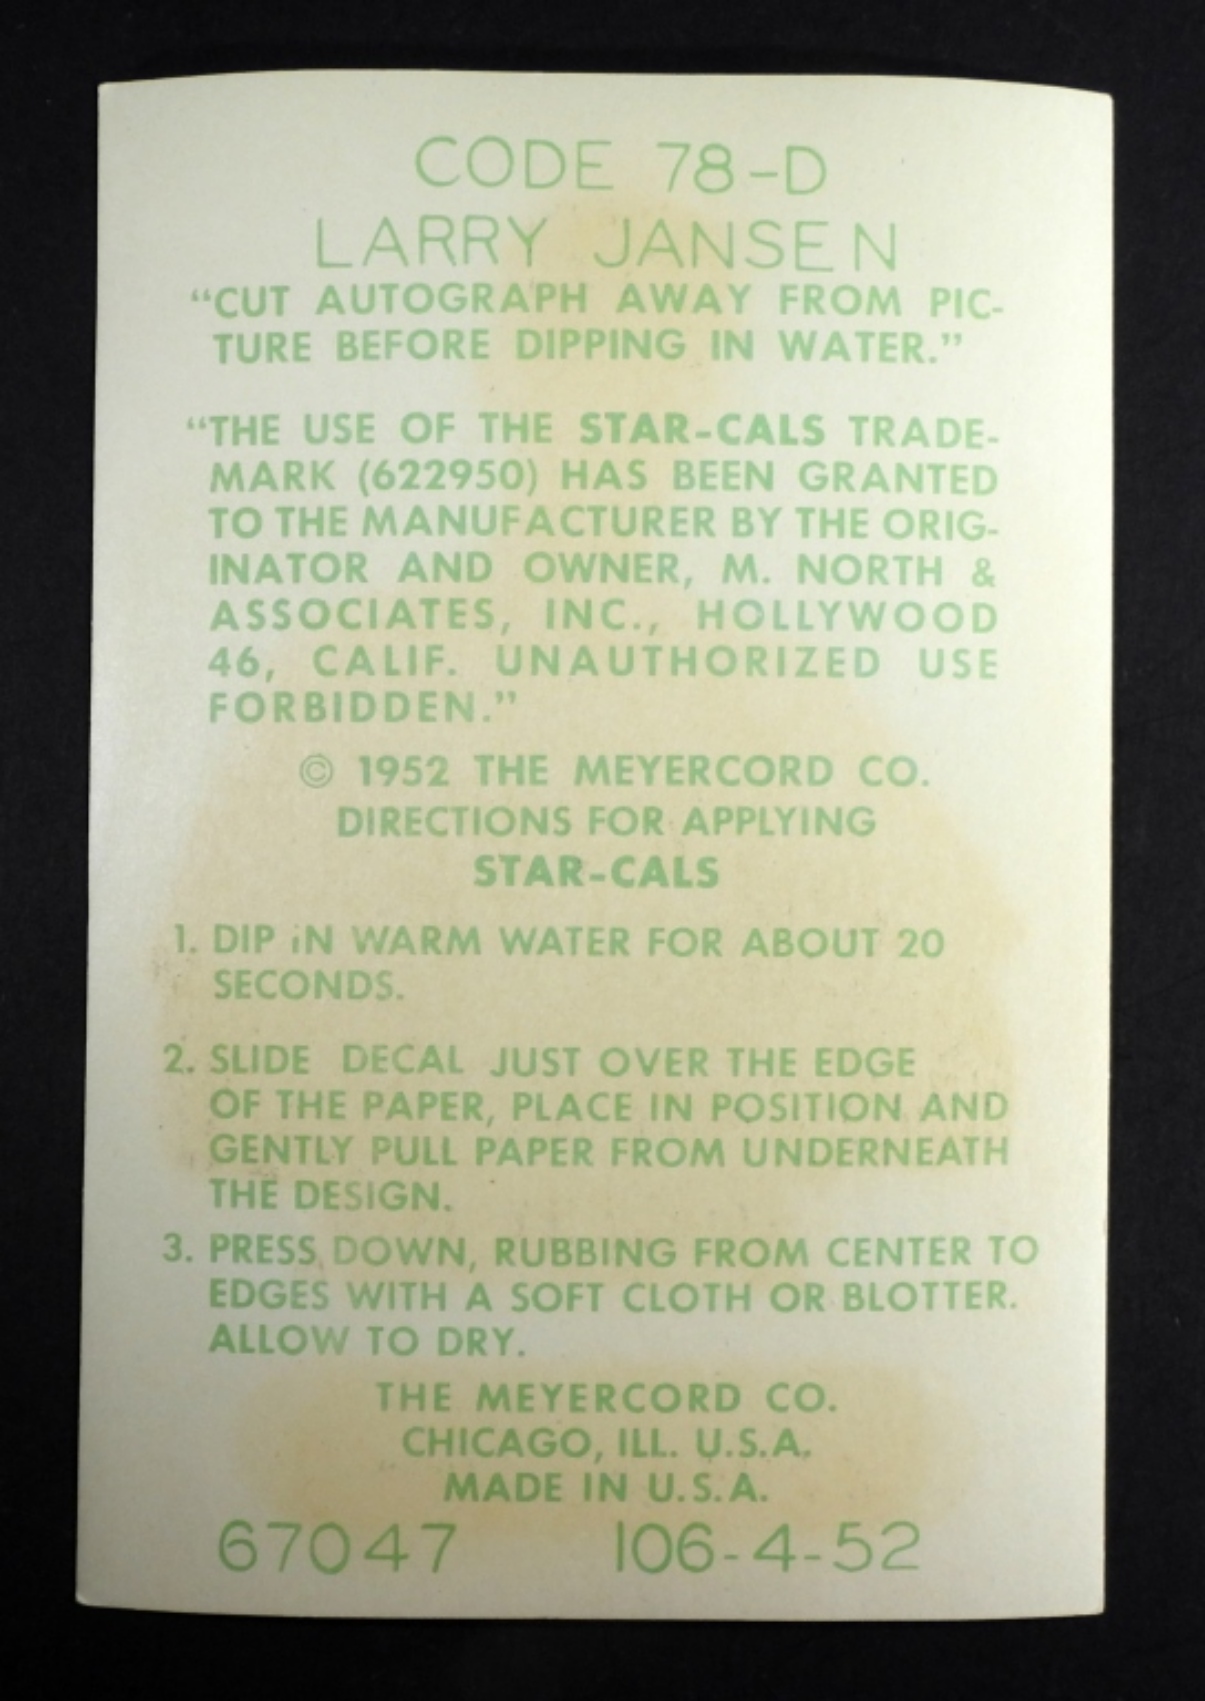 CODE 78-D
LARRY JANSEN
“CUT AUTOGRAPH AWAY FROM PIC-
TURE BEFORE DIPPING IN WATER.”
“THE USE OF THE STAR-CALS TRADE-
MARK (622950) HAS BEEN GRANTED
TO THE MANUFACTURER BY THE ORIG-
INATOR AND OWNER, M. NORTH &
ASSOCIATES, INC., HOLLYWOOD
46, CALIF. UNAUTHORIZED USE
FORBIDDEN.”
© 1952 THE MEYERCORD CO.
DIRECTIONS FOR APPLYING
STAR-CALS
1. DIP iN WARM WATER FOR ABOUT 20
SECONDS.
2. SLIDE DECAL JUST OVER THE EDGE
OF THE PAPER, PLACE IN POSITION AND
GENTLY PULL PAPER FROM UNDERNEATH
THE DESIGN.
3. PRESS DOWN, RUBBING FROM CENTER TO
EDGES WITH A SOFT CLOTH OR BLOTTER.
ALLOW TO DRY.
THE MEYERCORD CO.
CHICAGO, ILL. U.S.A.
MADE IN U.S.A.
67047 106-4-52